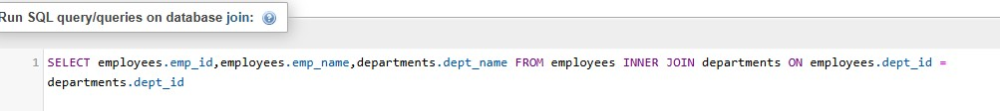 Run SQL query/queries on database join:
1 SELECT employees.emp_id,employees.emp_name,departments.dept_name FROM employees INNER JOIN departments ON employees.dept_id =
departments.dept_id